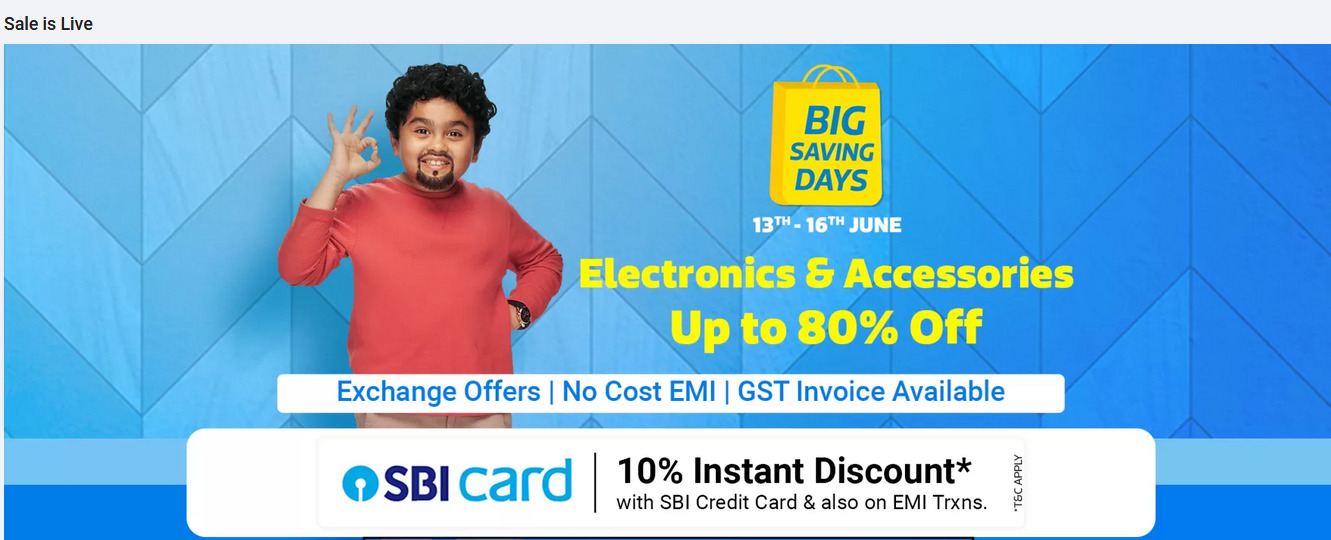 Sale is Live
BIG
SAVING
DAYS
13TH - 16TH JUNE
Electronics & Accessories
Up to 80% Off
Exchange Offers | No Cost EMI | GST Invoice Available
SBI card
10% Instant Discount*
with SBI Credit Card & also on EMI Trxns.
*T&C APPLY